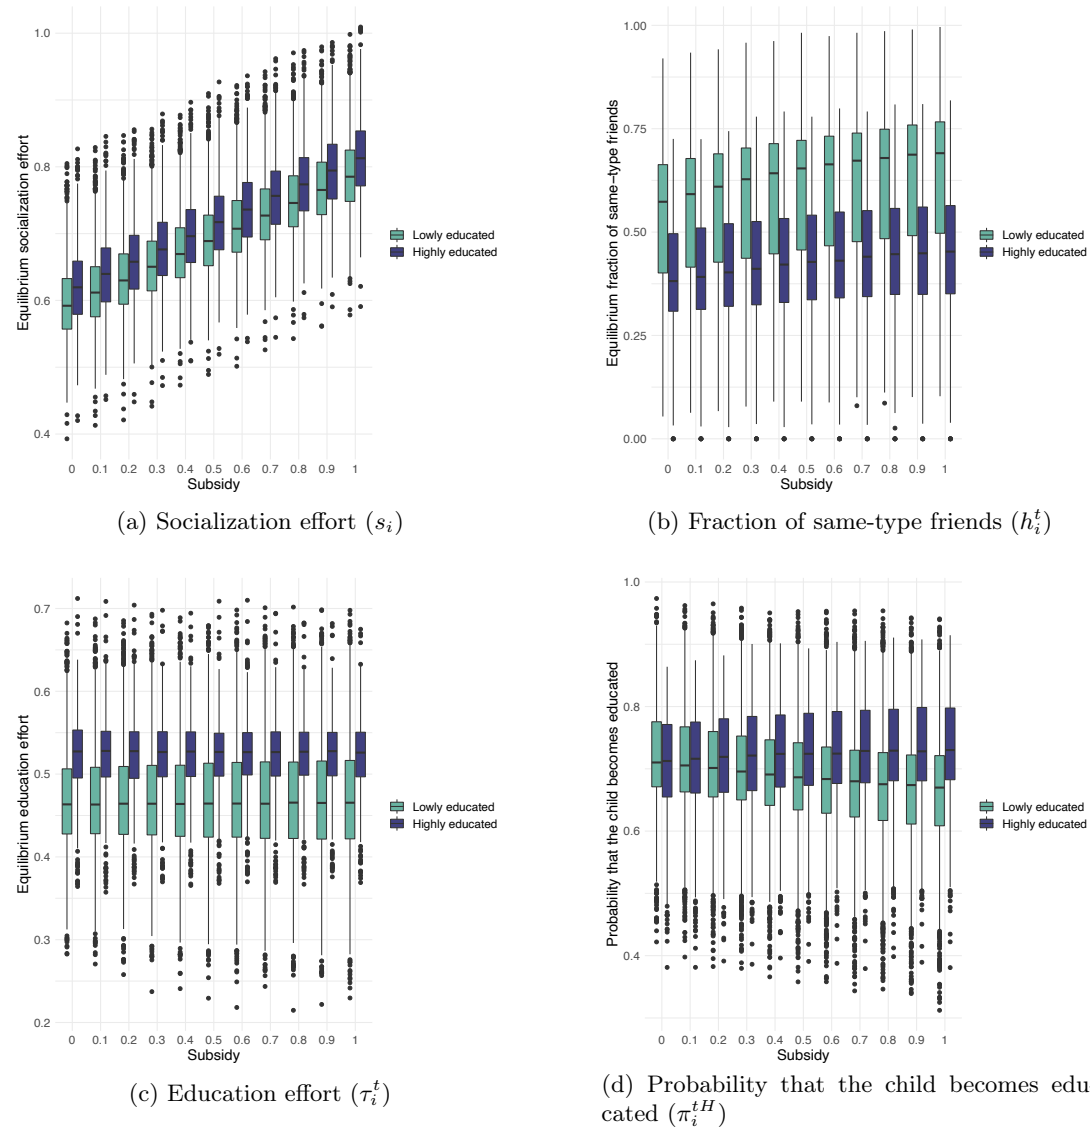 Equilibrium socialization effort
1.0
0.8
0.6
0.4
0 0.1 0.2 0.3 0.4 0.5 0.6 0.7 0.8 0.9 1
Subsidy
Lowly educated
Highly educated
(a) Socialization effort (s_i)
Equilibrium fraction of same−type friends
1.00
0.75
0.50
0.25
0.00
0 0.1 0.2 0.3 0.4 0.5 0.6 0.7 0.8 0.9 1
Subsidy
Lowly educated
Highly educated
(b) Fraction of same-type friends (h_i^t)
Equilibrium education effort
0.7
0.6
0.5
0.4
0.3
0.2
0 0.1 0.2 0.3 0.4 0.5 0.6 0.7 0.8 0.9 1
Subsidy
Lowly educated
Highly educated
(c) Education effort (τ_i^t)
Probability that the child becomes educated
1.0
0.8
0.6
0.4
0 0.1 0.2 0.3 0.4 0.5 0.6 0.7 0.8 0.9 1
Subsidy
Lowly educated
Highly educated
(d) Probability that the child becomes edu
cated (π_i^{tH})